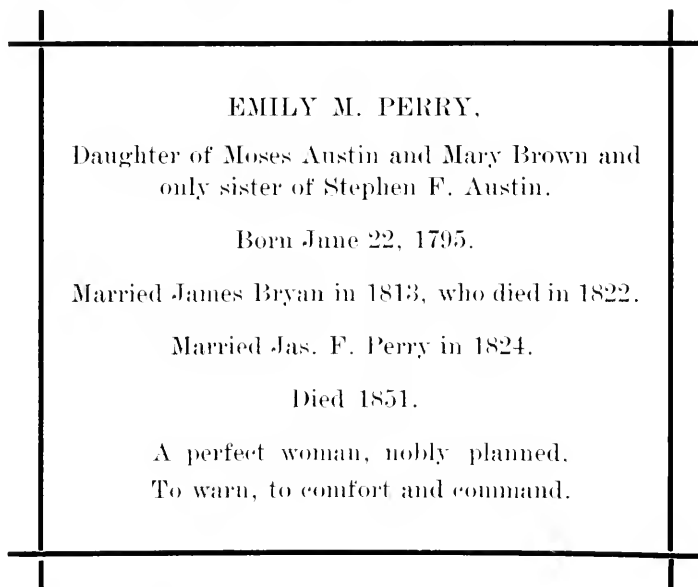 EMILY M. PERRY,
Daughter of Moses Austin and Mary Brown and
only sister of Stephen F. Austin.
Born June 22, 1795.
Married James Bryan in 1813, who died in 1822.
Married Jas. F. Perry in 1824.
Died 1851.
A perfect woman, nobly planned,
To warn, to comfort and command.